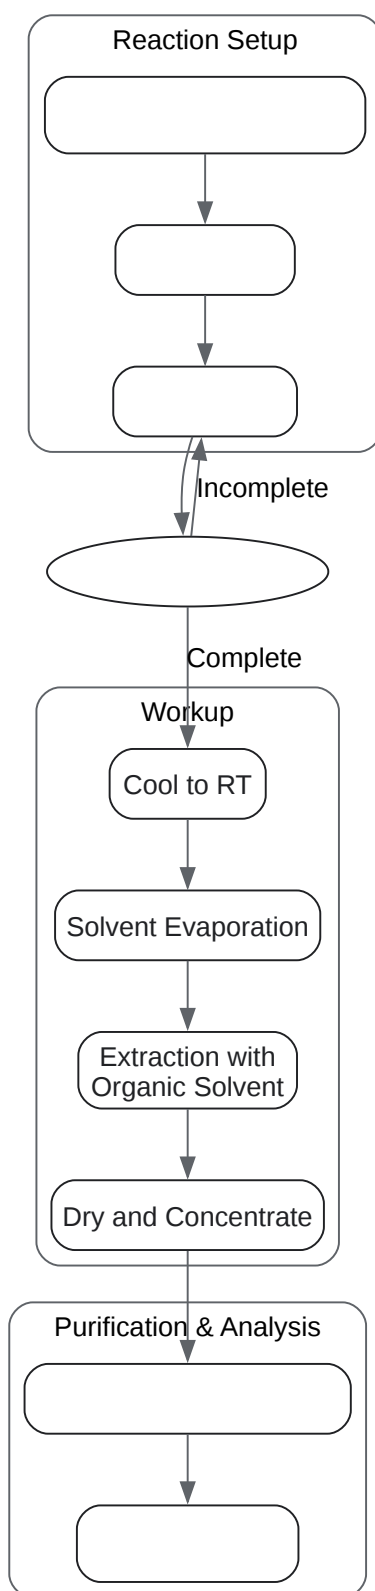 Reaction Setup
Incomplete
Complete
Workup
Cool to RT
Solvent Evaporation
Extraction with
Organic Solvent
Dry and Concentrate
Purification & Analysis